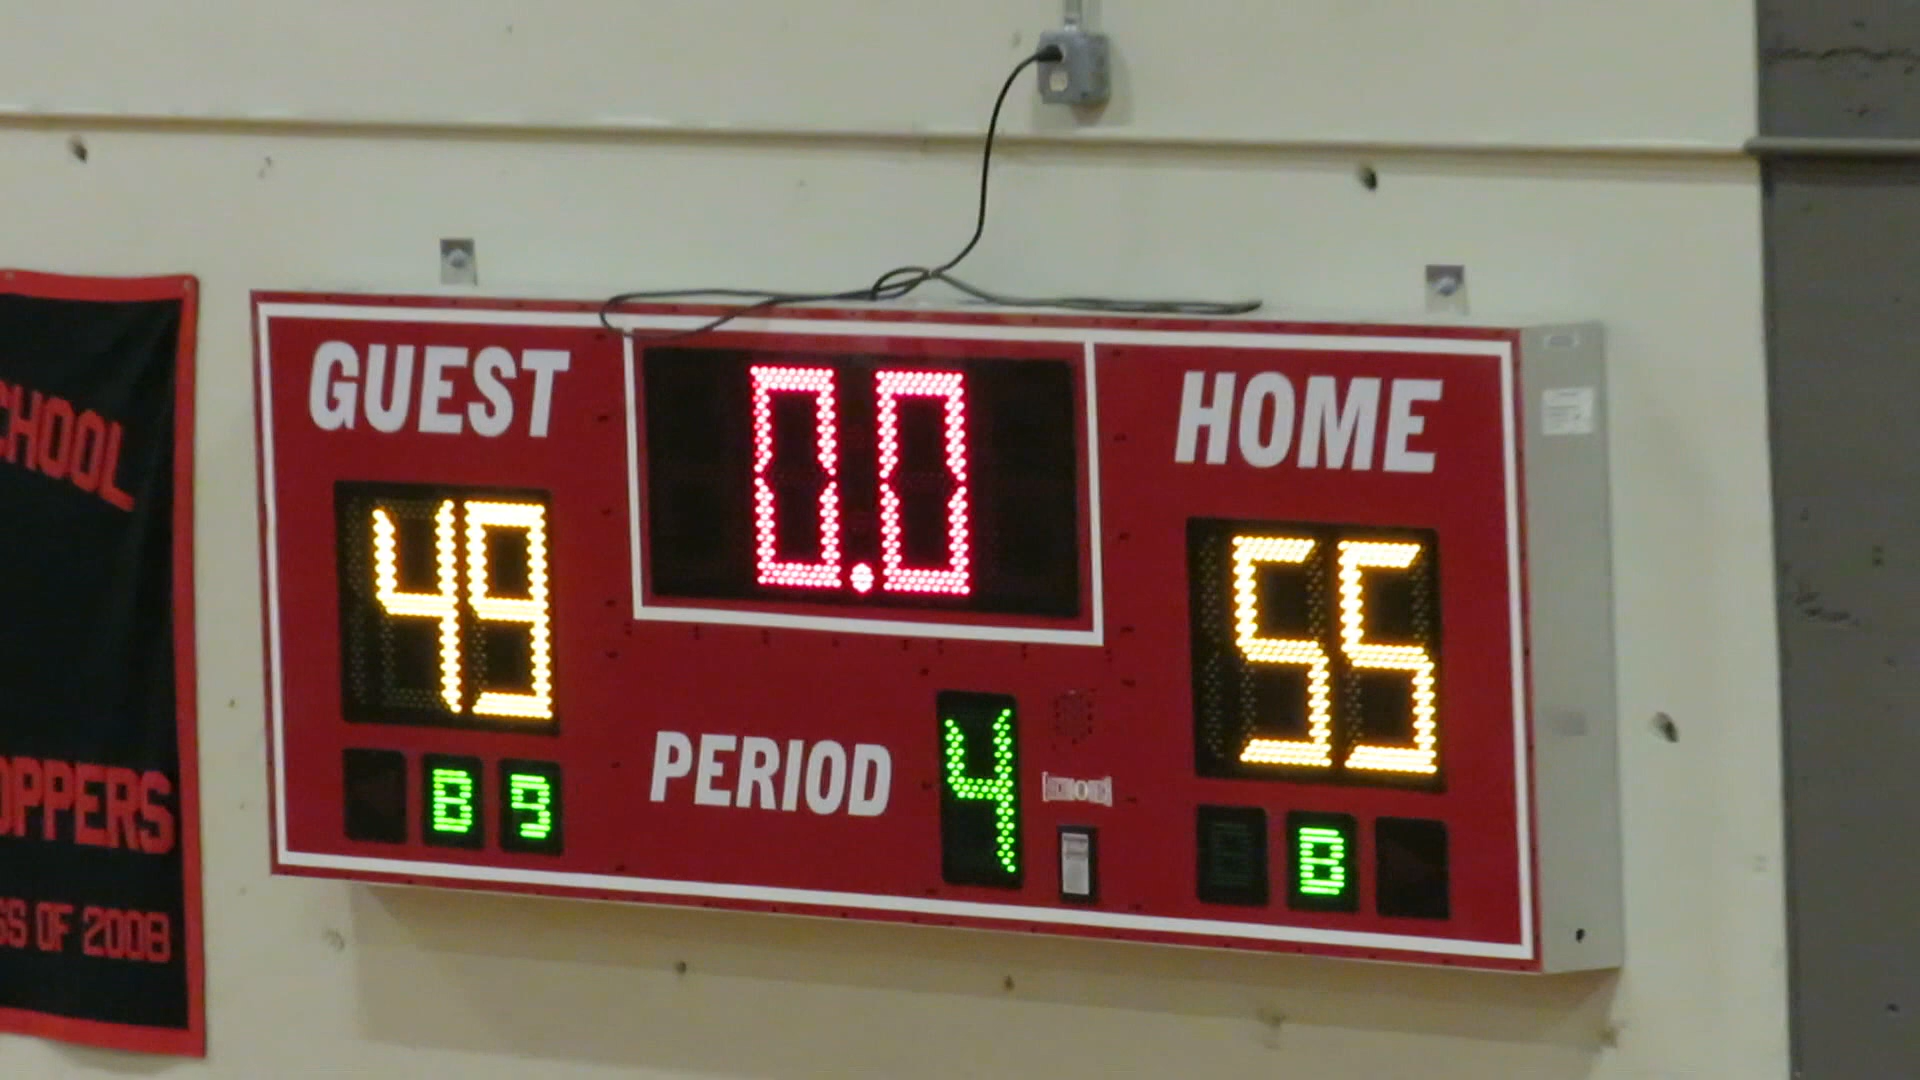 CHOOL
OPPERS
SS OF 2008
GUEST
0.0
HOME
49
55
B 9
PERIOD
4
B